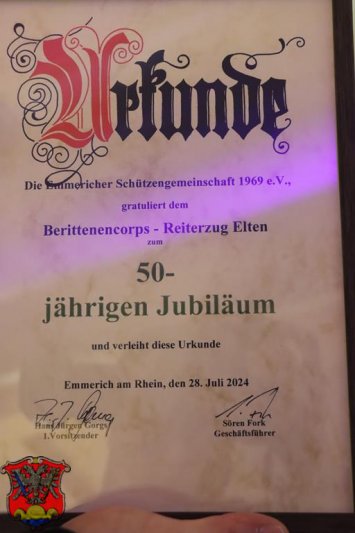 Urkunde
Die Emmericher Schützengemeinschaft 1969 e.V.,
gratuliert dem
Berittenencorps - Reiterzug Elten
zum
50-
jährigen Jubiläum
und verleiht diese Urkunde
Emmerich am Rhein, den 28. Juli 2024
Hans Jürgen Gorgs
1.Vorsitzender
Sören Fork
Geschäftsführer